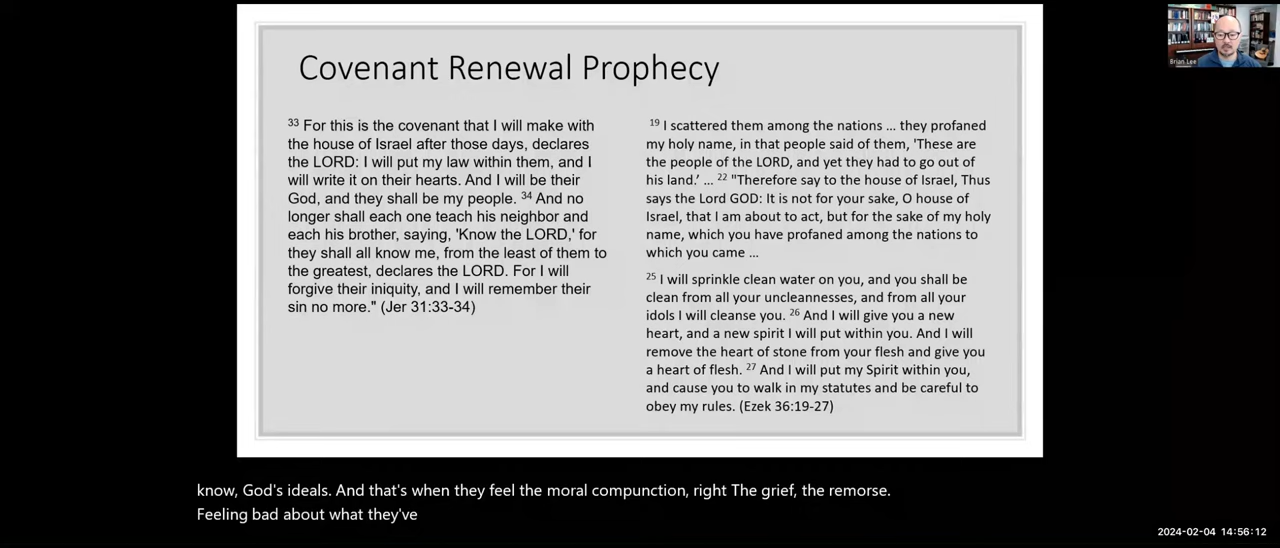 Covenant Renewal Prophecy
33 For this is the covenant that I will make with
the house of Israel after those days, declares
the LORD: I will put my law within them, and I
will write it on their hearts. And I will be their
God, and they shall be my people. 34 And no
longer shall each one teach his neighbor and
each his brother, saying, 'Know the LORD,' for
they shall all know me, from the least of them to
the greatest, declares the LORD. For I will
forgive their iniquity, and I will remember their
sin no more." (Jer 31:33-34)
19 I scattered them among the nations ... they profaned
my holy name, in that people said of them, 'These are
the people of the LORD, and yet they had to go out of
his land.' ... 22 "Therefore say to the house of Israel, Thus
says the Lord GOD: It is not for your sake, O house of
Israel, that I am about to act, but for the sake of my holy
name, which you have profaned among the nations to
which you came ...
25 I will sprinkle clean water on you, and you shall be
clean from all your uncleannesses, and from all your
idols I will cleanse you. 26 And I will give you a new
heart, and a new spirit I will put within you. And I will
remove the heart of stone from your flesh and give you
a heart of flesh. 27 And I will put my Spirit within you,
and cause you to walk in my statutes and be careful to
obey my rules. (Ezek 36:19-27)
Brian Lee
know, God's ideals. And that's when they feel the moral compunction, right The grief, the remorse.
Feeling bad about what they've
2024-02-04 14:56:12